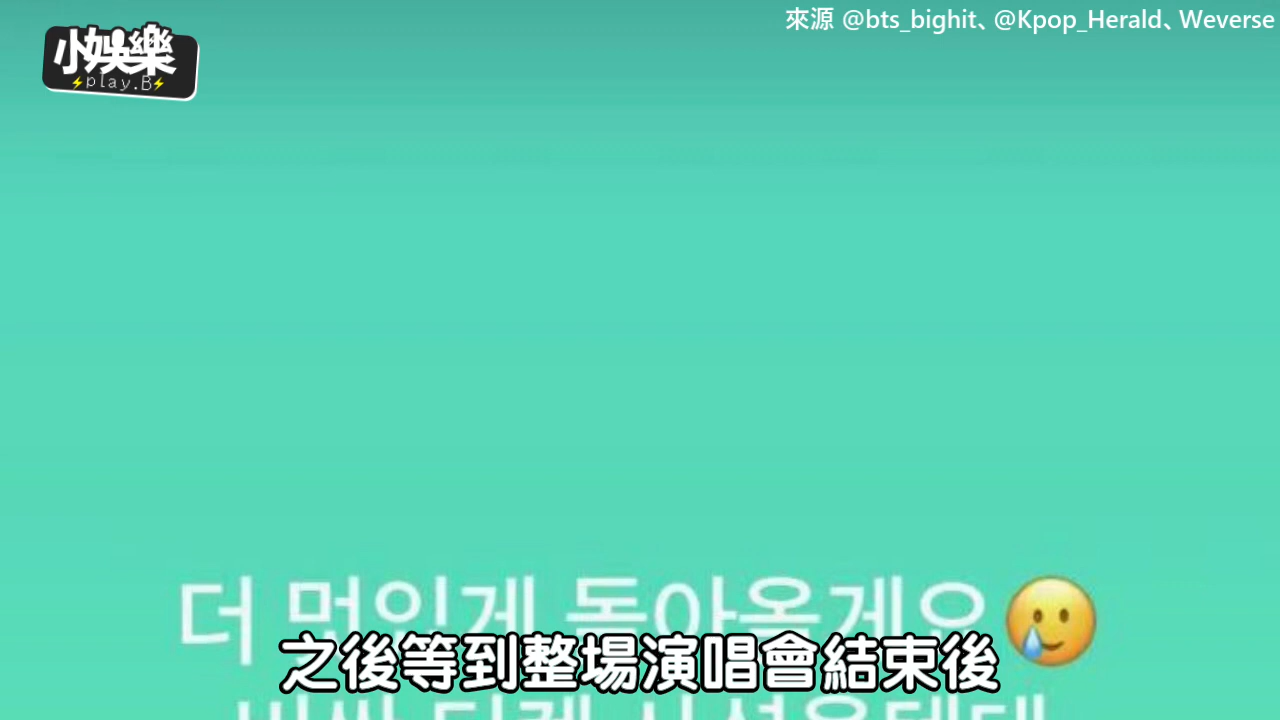 來源 @bts_bighit、@Kpop_Herald、Weverse
小娛樂
play.B
더 멋있게 돌아올게요🥲
之後等到整場演唱會結束後